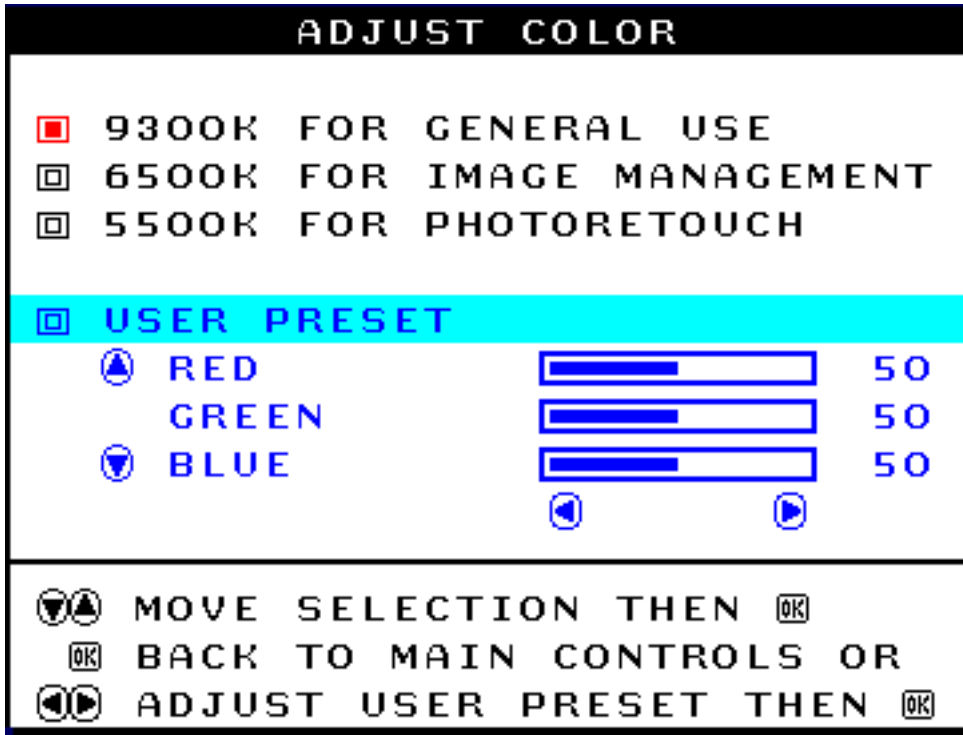 ADJUST COLOR
9300K FOR GENERAL USE
6500K FOR IMAGE MANAGEMENT
5500K FOR PHOTORETOUCH
USER PRESET
RED 50
GREEN 50
BLUE 50
MOVE SELECTION THEN OK
OK BACK TO MAIN CONTROLS OR
ADJUST USER PRESET THEN OK